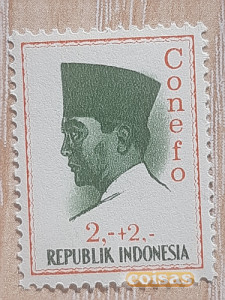 Conefo
2,-+2,-
REPUBLIK INDONESIA
coisas